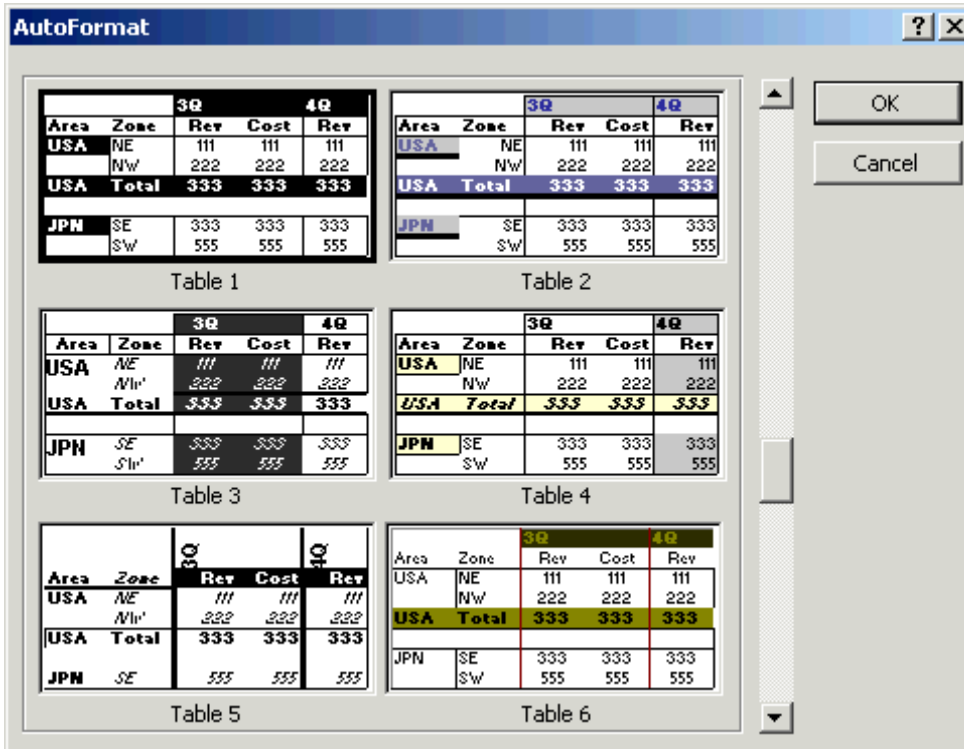 AutoFormat
3Q 4Q
Area Zone Rev Cost Rev
USA NE 111 111 111
NW 222 222 222
USA Total 333 333 333
JPN SE 333 333 333
SW 555 555 555
Table 1
3Q 4Q
Area Zone Rev Cost Rev
USA NE 111 111 111
NW 222 222 222
USA Total 333 333 333
JPN SE 333 333 333
SW 555 555 555
Table 2
OK
Cancel
3Q 4Q
Area Zone Rev Cost Rev
USA NE 111 111 111
NW 222 222 222
USA Total 333 333 333
JPN SE 333 333 333
SW 555 555 555
Table 3
3Q 4Q
Area Zone Rev Cost Rev
USA NE 111 111 111
NW 222 222 222
USA Total 333 333 333
JPN SE 333 333 333
SW 555 555 555
Table 4
3Q 4Q
Area Zone Rev Cost Rev
USA NE 111 111 111
NW 222 222 222
USA Total 333 333 333
JPN SE 555 555 555
Table 5
3Q 4Q
Area Zone Rev Cost Rev
USA NE 111 111 111
NW 222 222 222
USA Total 333 333 333
JPN SE 333 333 333
SW 555 555 555
Table 6